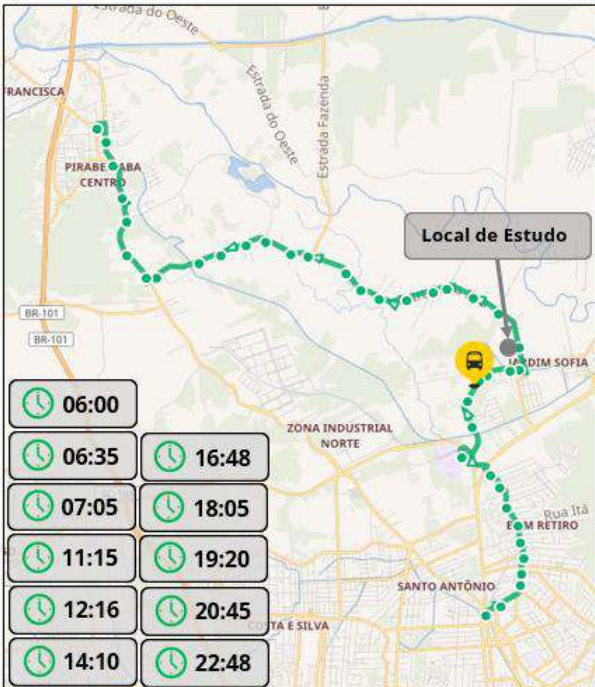 Estrada do Oeste
FRANCISCA
Estrada do Oeste
Estrada Fazenda
PIRABEIRABA
CENTRO
Local de Estudo
BR-101
BR-101
JARDIM SOFIA
ZONA INDUSTRIAL
NORTE
06:00
06:35
16:48
07:05
18:05
Rua Itá
BOM RETIRO
11:15
19:20
SANTO ANTÔNIO
12:16
20:45
COSTA E SILVA
14:10
22:48